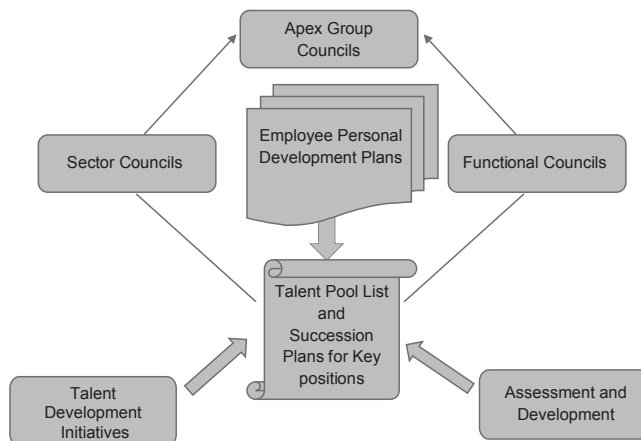 Apex Group
Councils
Employee Personal
Development Plans
Sector Councils
Functional Councils
Talent Pool List
and
Succession
Plans for Key
positions
Talent
Development
Initiatives
Assessment and
Development